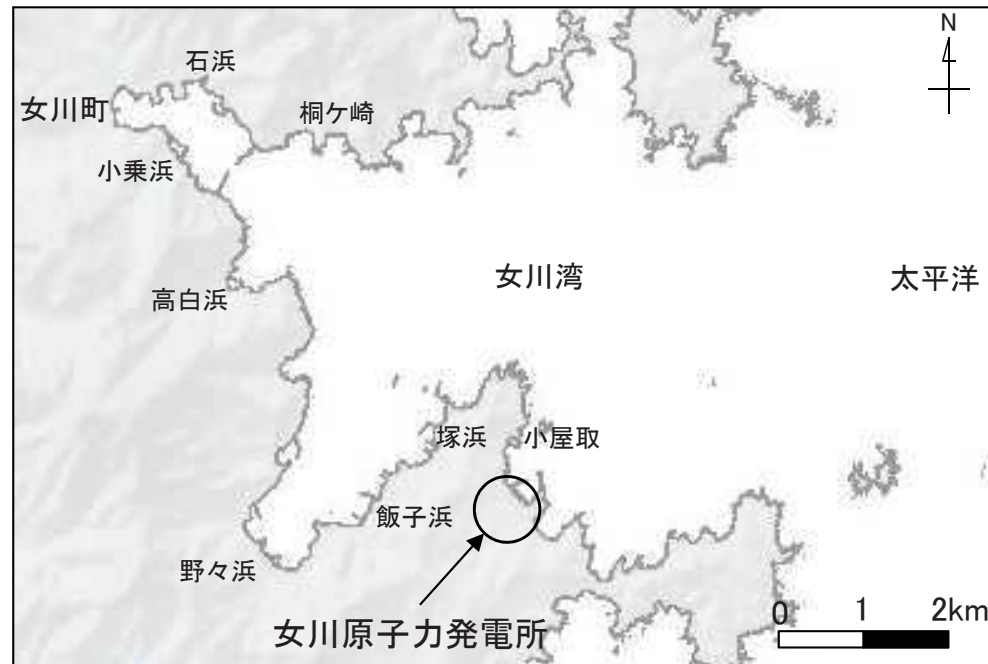 N
石浜
女川町
桐ケ崎
小乗浜
女川湾
太平洋
高白浜
塚浜
小屋取
飯子浜
野々浜
女川原子力発電所
0 1 2km